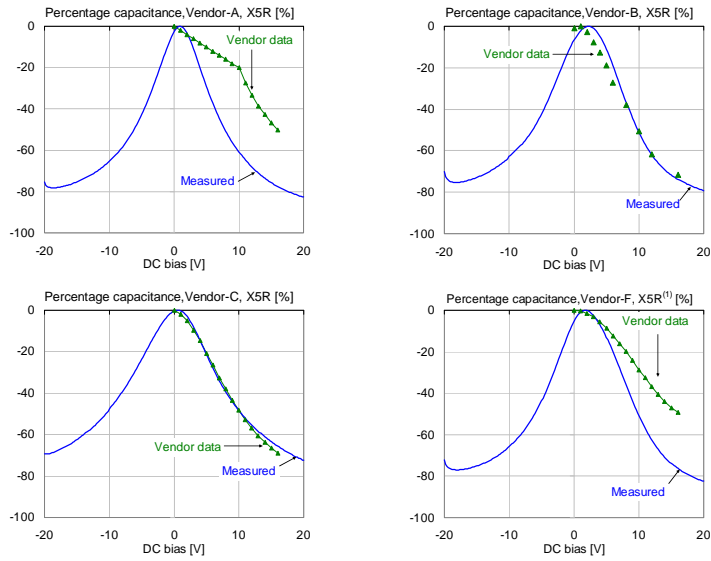 Percentage capacitance,Vendor-A, X5R [%]
0
-20
-40
-60
-80
-100
-20
-10
0
10
20
DC bias [V]
Vendor data
Measured
Percentage capacitance,Vendor-B, X5R [%]
0
-20
-40
-60
-80
-100
-20
-10
0
10
20
DC bias [V]
Vendor data
Measured
Percentage capacitance,Vendor-C, X5R [%]
0
-20
-40
-60
-80
-100
-20
-10
0
10
20
DC bias [V]
Vendor data
Measured
Percentage capacitance,Vendor-F, X5R(1) [%]
0
-20
-40
-60
-80
-100
-20
-10
0
10
20
DC bias [V]
Vendor data
Measured